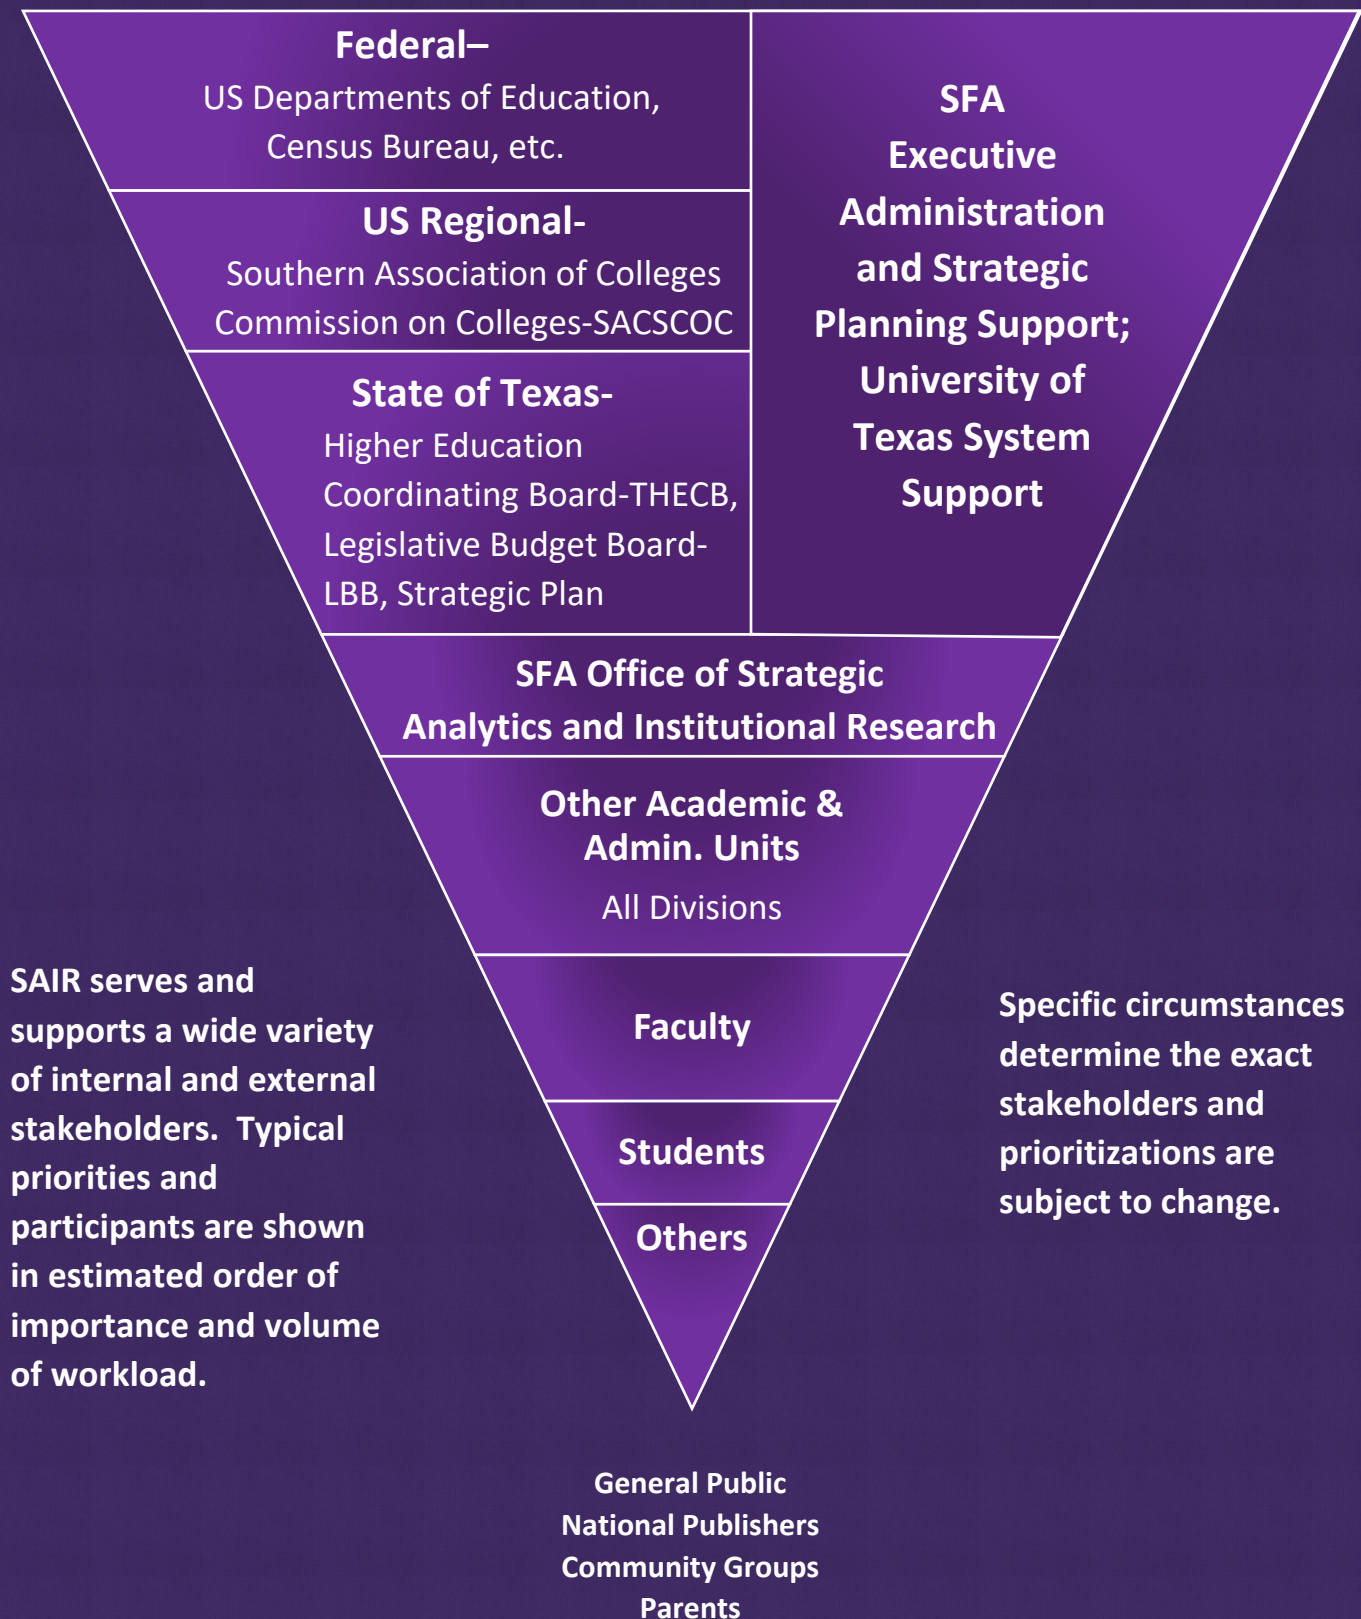 Federal–
US Departments of Education,
Census Bureau, etc.
US Regional-
Southern Association of Colleges
Commission on Colleges-SACSCOC
State of Texas-
Higher Education
Coordinating Board-THECB,
Legislative Budget Board-
LBB, Strategic Plan
SFA
Executive
Administration
and Strategic
Planning Support;
University of
Texas System
Support
SFA Office of Strategic
Analytics and Institutional Research
Other Academic &
Admin. Units
All Divisions
Faculty
Students
Others
SAIR serves and
supports a wide variety
of internal and external
stakeholders.  Typical
priorities and
participants are shown
in estimated order of
importance and volume
of workload.
Specific circumstances
determine the exact
stakeholders and
prioritizations are
subject to change.
General Public
National Publishers
Community Groups
Parents